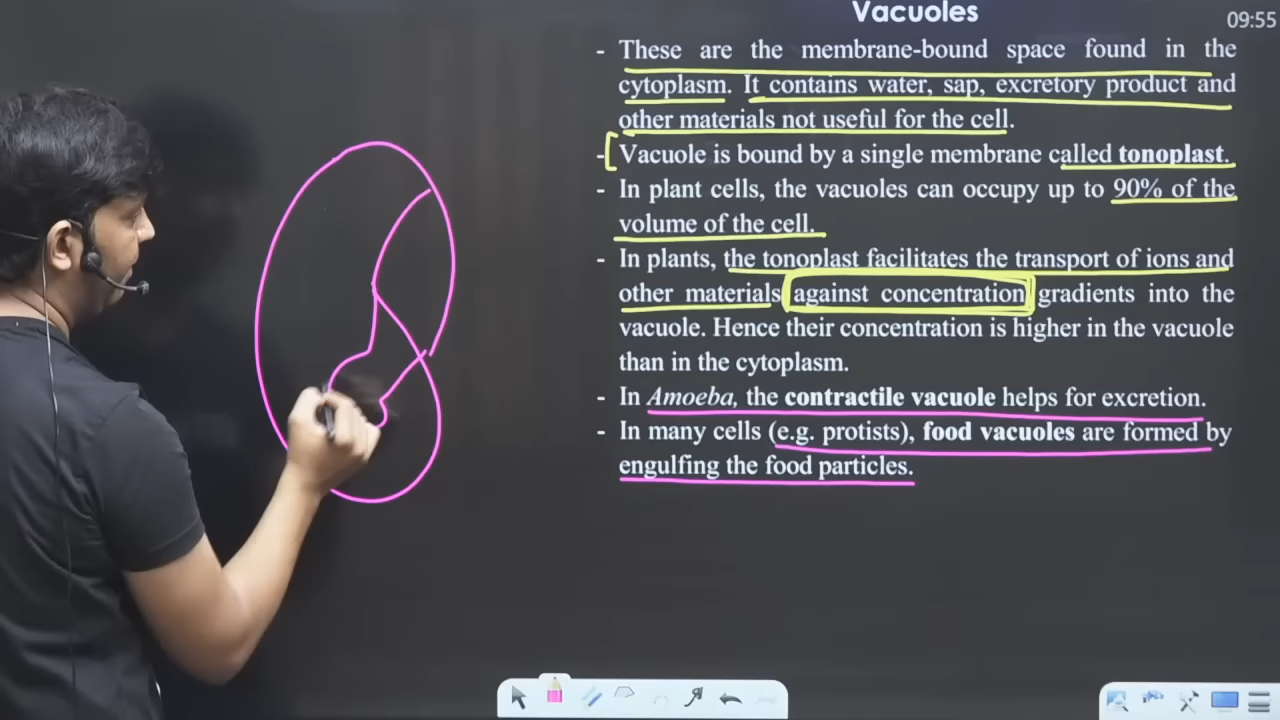 Vacuoles
09:55
- These are the membrane-bound space found in the
cytoplasm. It contains water, sap, excretory product and
other materials not useful for the cell.
- Vacuole is bound by a single membrane called tonoplast.
- In plant cells, the vacuoles can occupy up to 90% of the
volume of the cell.
- In plants, the tonoplast facilitates the transport of ions and
other materials against concentration gradients into the
vacuole. Hence their concentration is higher in the vacuole
than in the cytoplasm.
- In Amoeba, the contractile vacuole helps for excretion.
- In many cells (e.g. protists), food vacuoles are formed by
engulfing the food particles.